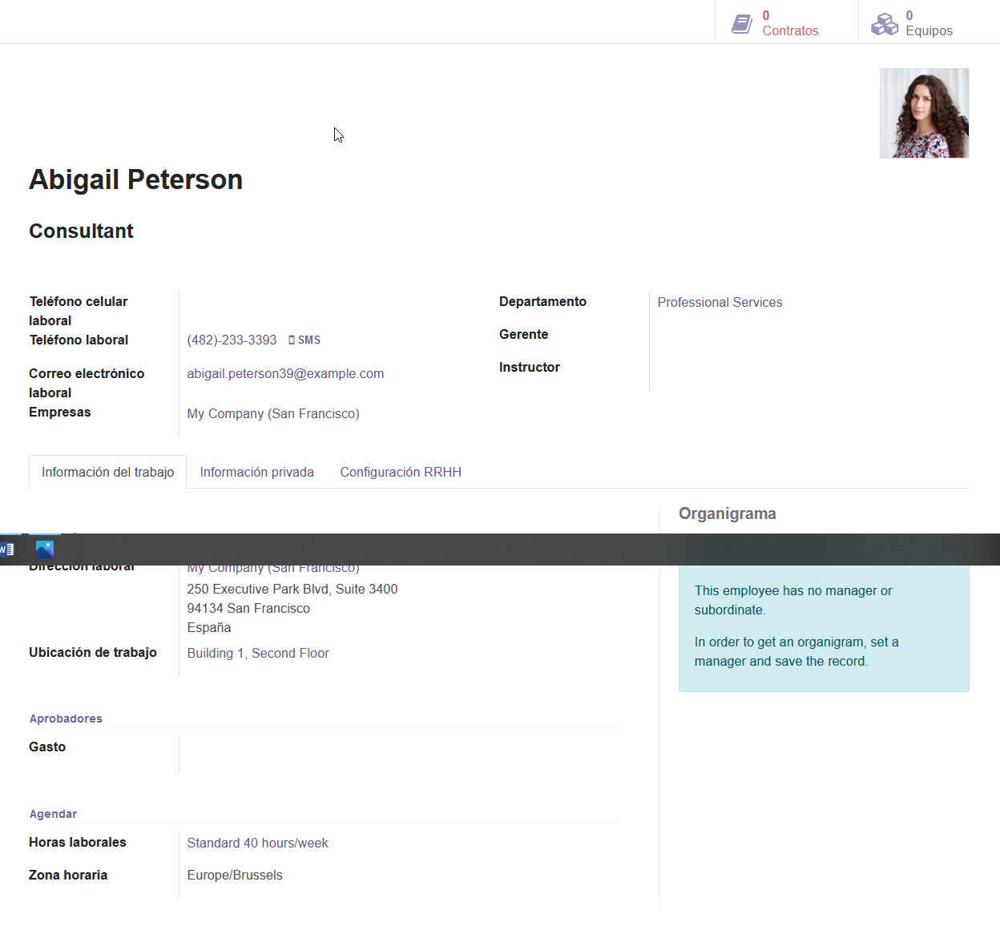 0
Contratos
0
Equipos
Abigail Peterson
Consultant
Teléfono celular
laboral
Teléfono laboral
(482)-233-3393 SMS
Correo electrónico
laboral
abigail.peterson39@example.com
Empresas
My Company (San Francisco)
Departamento
Professional Services
Gerente
Instructor
Información del trabajo
Información privada
Configuración RRHH
Organigrama
W
Dirección laboral
My Company (San Francisco)
250 Executive Park Blvd, Suite 3400
94134 San Francisco
España
Ubicación de trabajo
Building 1, Second Floor
This employee has no manager or
subordinate.
In order to get an organigram, set a
manager and save the record.
Aprobadores
Gasto
Agendar
Horas laborales
Standard 40 hours/week
Zona horaria
Europe/Brussels